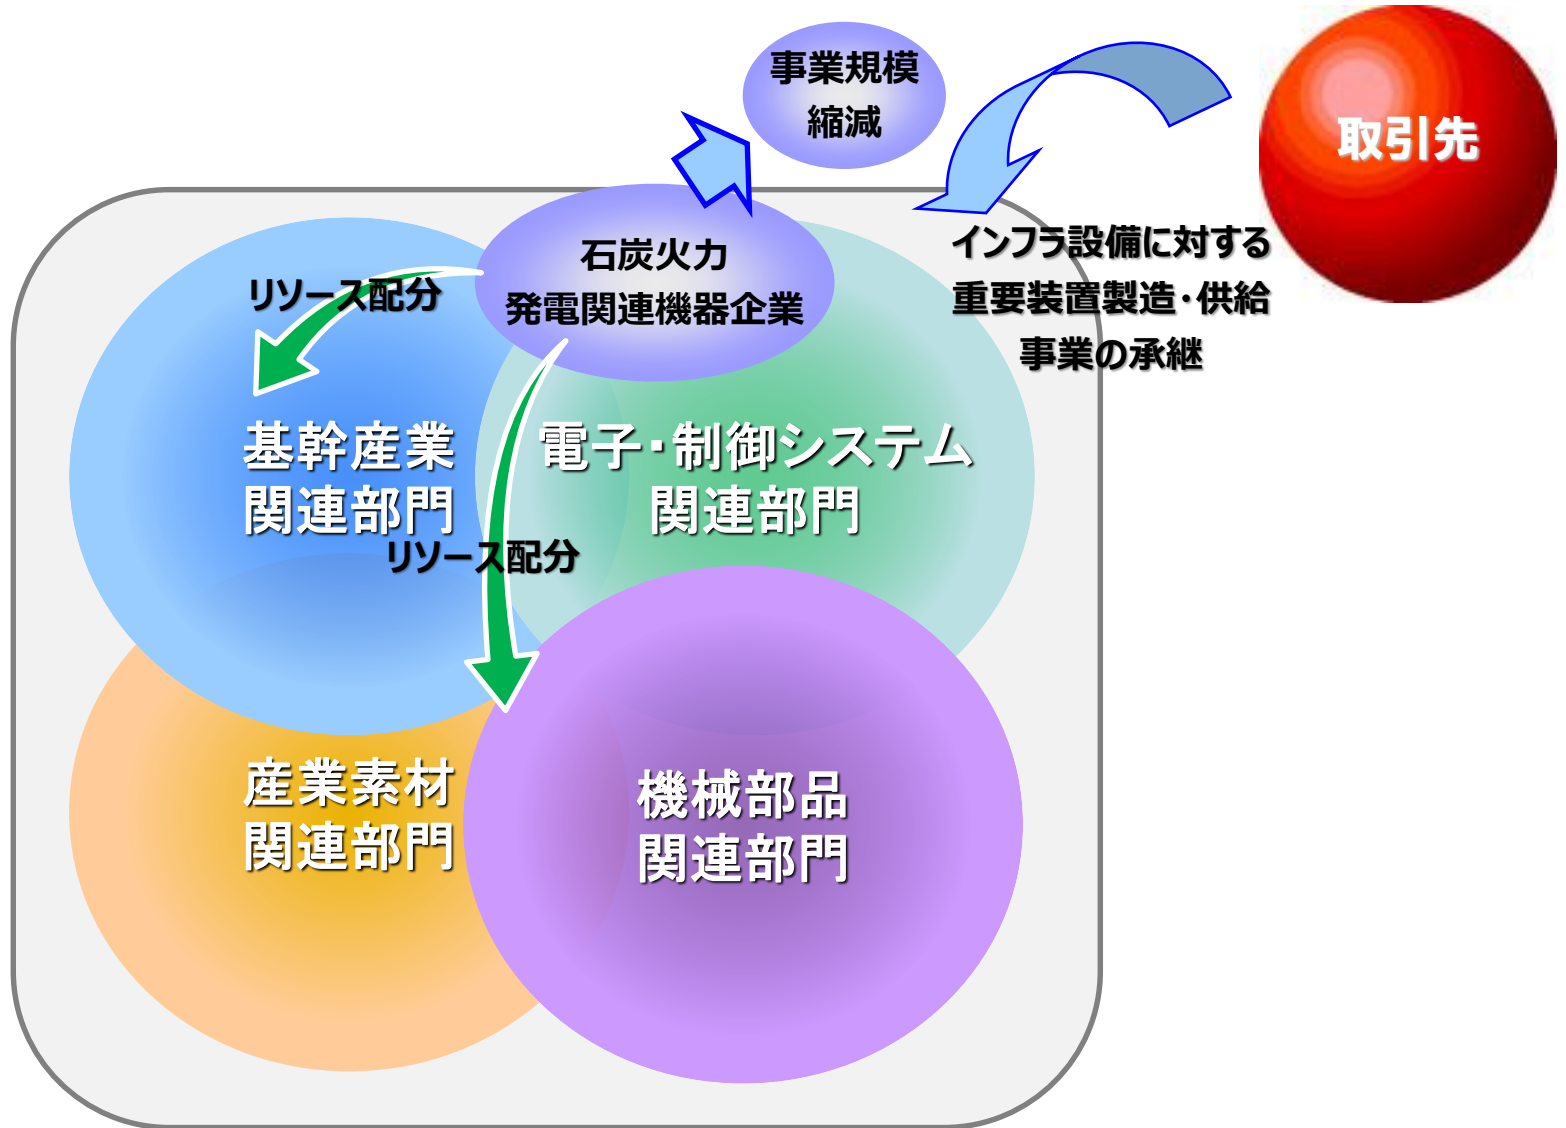 事業規模
縮減
取引先
インフラ設備に対する
重要装置製造・供給
事業の承継
石炭火力
発電関連機器企業
リソース配分
基幹産業
関連部門
電子・制御システム
関連部門
リソース配分
産業素材
関連部門
機械部品
関連部門